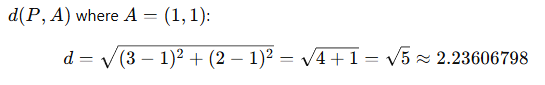 d(P, A) where A = (1, 1):
d = √(3 − 1)² + (2 − 1)² = √4 + 1 = √5 ≈ 2.23606798